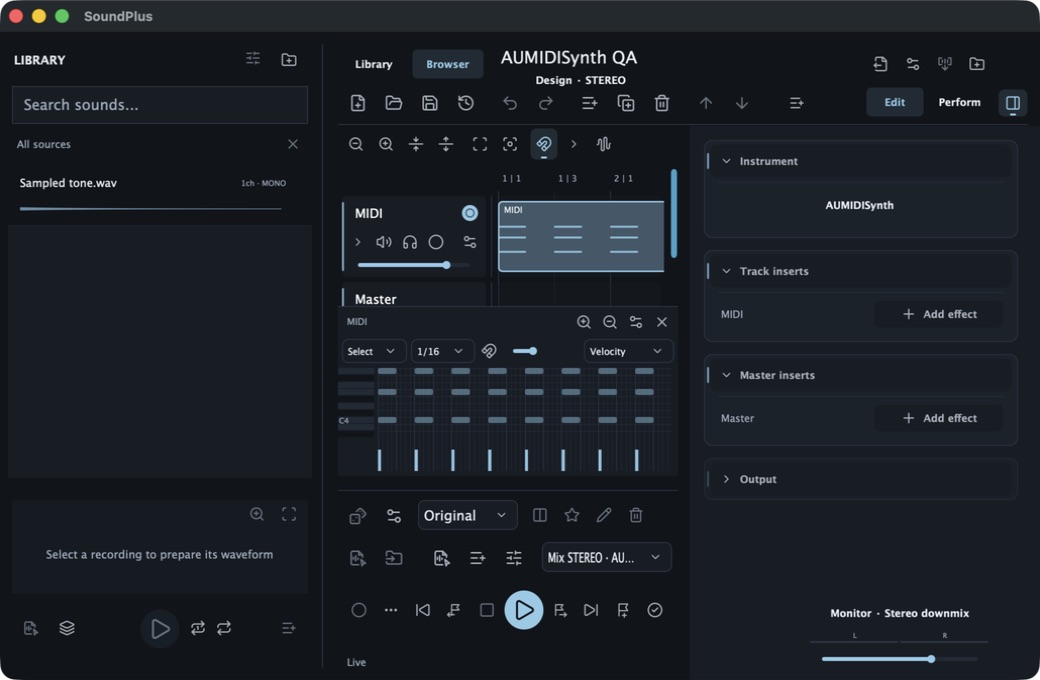 SoundPlus
LIBRARY
Search sounds...
All sources
Sampled tone.wav
1ch · MONO
Select a recording to prepare its waveform
Library
Browser
AUMIDISynth QA
Design · STEREO
Edit
Perform
1 | 1
1 | 3
2 | 1
MIDI
MIDI
Master
MIDI
Select
1/16
Velocity
C4
Original
Mix STEREO · AU...
Live
Instrument
AUMIDISynth
Track inserts
MIDI
Add effect
Master inserts
Master
Add effect
Output
Monitor · Stereo downmix
L
R